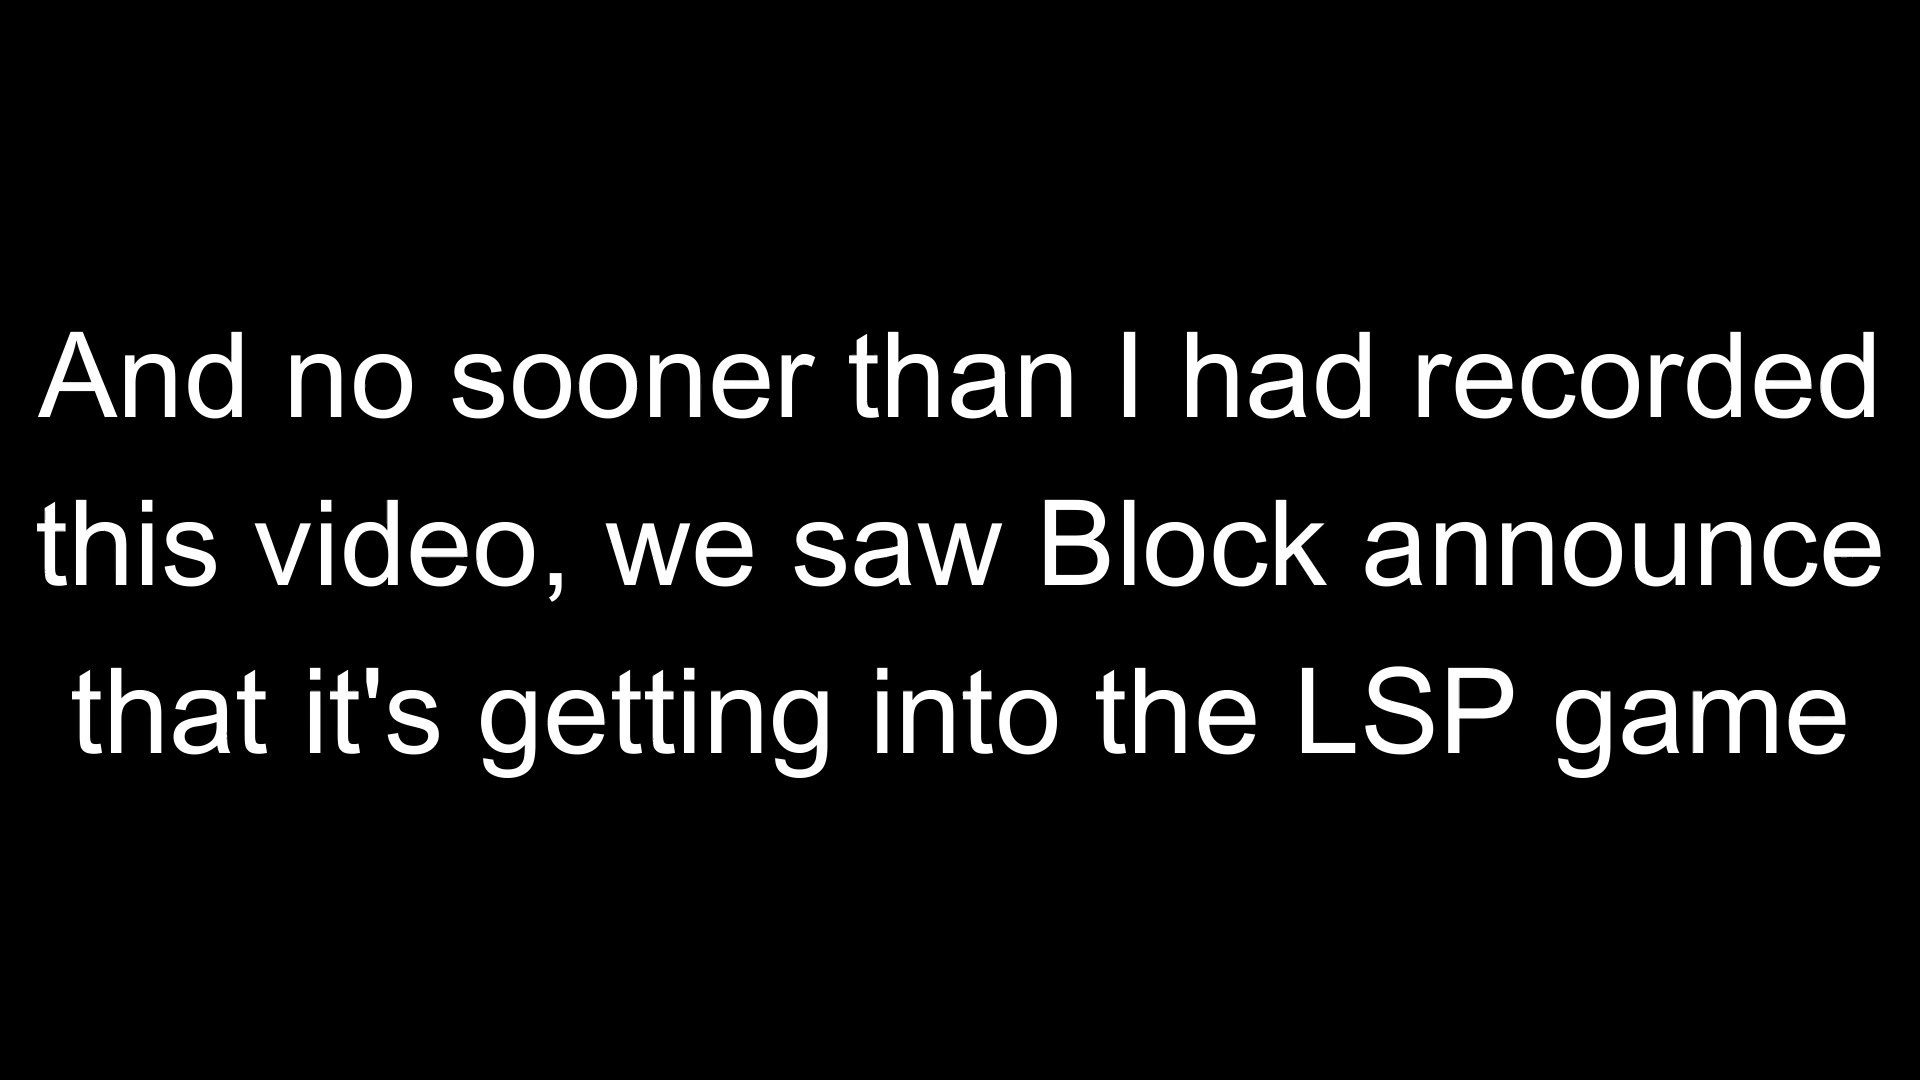 And no sooner than I had recorded
this video, we saw Block announce
that it's getting into the LSP game